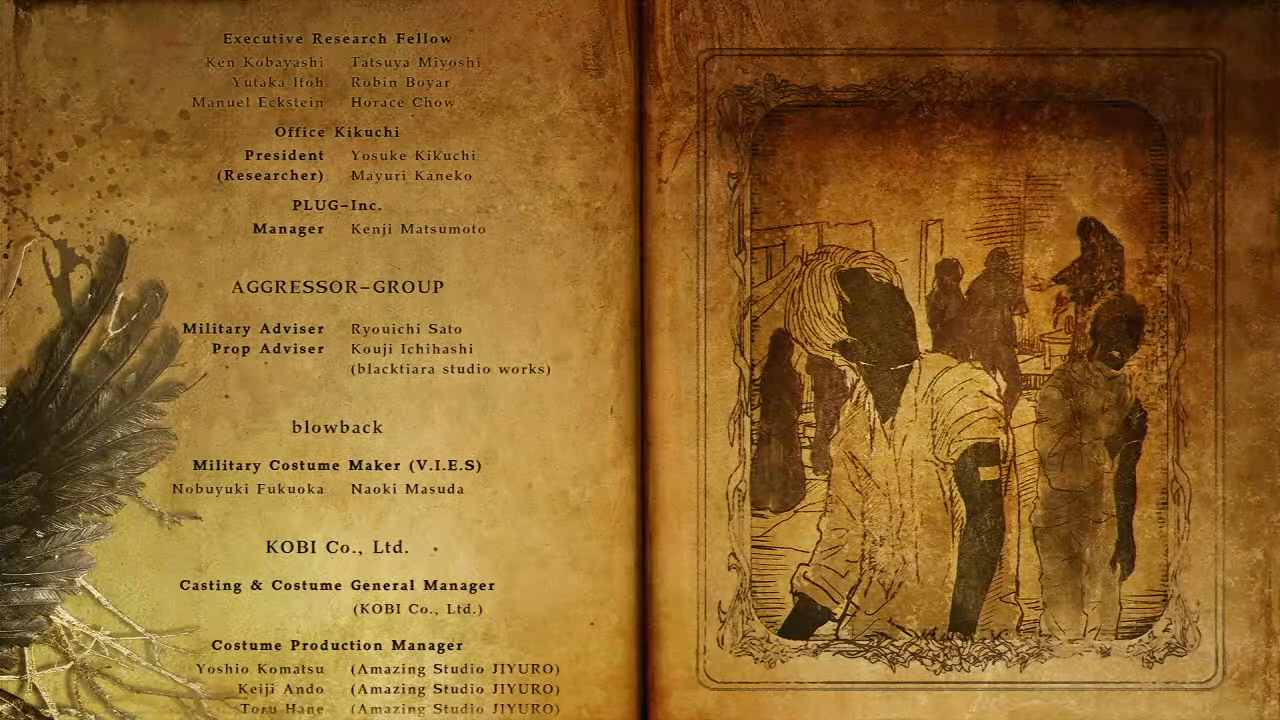 Executive Research Fellow
Ken Kobayashi Tatsuya Miyoshi
Yutaka Itoh Robin Boyar
Manuel Eckstein Horace Chow
Office Kikuchi
President Yosuke Kikuchi
(Researcher) Mayuri Kaneko
PLUG-Inc.
Manager Kenji Matsumoto
AGGRESSOR-GROUP
Military Adviser Ryouichi Sato
Prop Adviser Kouji Ichihashi
(blacktiara studio works)
blowback
Military Costume Maker (V.I.E.S)
Nobuyuki Fukuoka Naoki Masuda
KOBI Co., Ltd.
Casting & Costume General Manager
(KOBI Co., Ltd.)
Costume Production Manager
Yoshio Komatsu (Amazing Studio JIYURO)
Keiji Ando (Amazing Studio JIYURO)
Toru Hane (Amazing Studio JIYURO)